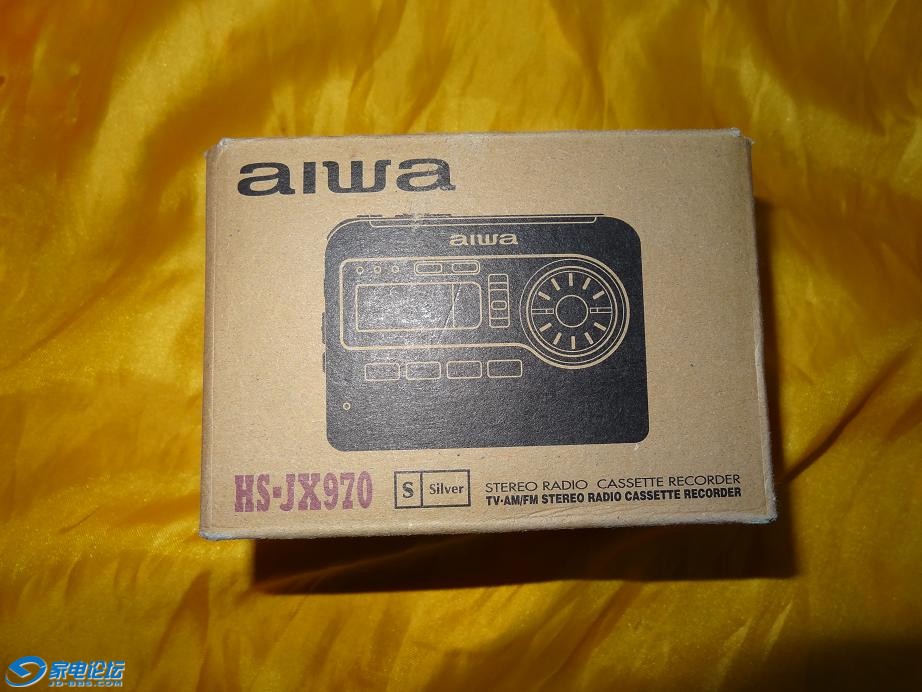 aiwa
aiwa
HS-JX970
S Silver
STEREO RADIO CASSETTE RECORDER
TV·AM/FM STEREO RADIO CASSETTE RECORDER
家电论坛
JD-BBS.COM